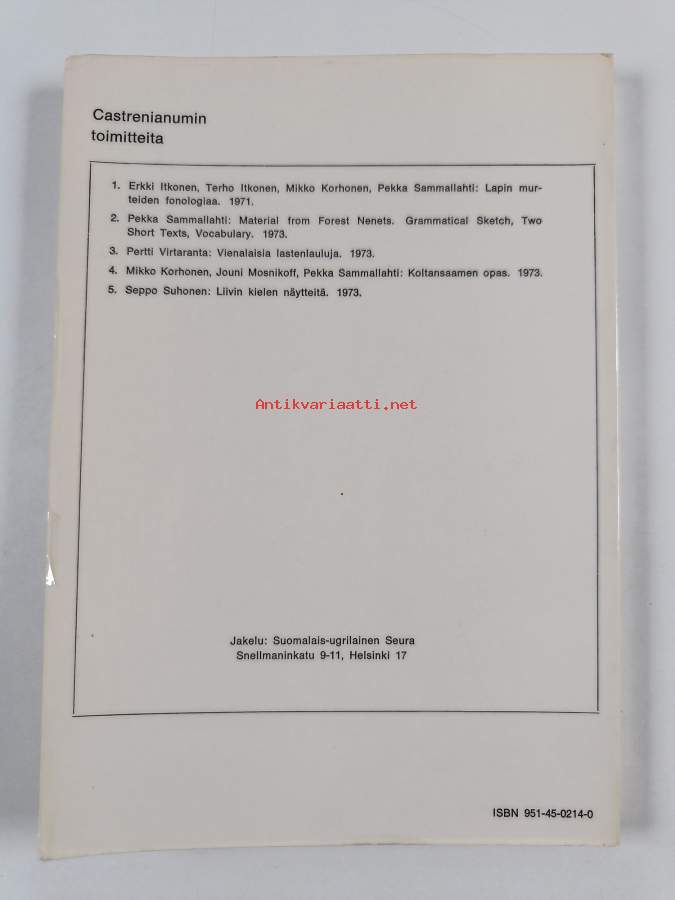 Castrenianumin
toimitteita
1. Erkki Itkonen, Terho Itkonen, Mikko Korhonen, Pekka Sammallahti: Lapin mur-
teiden fonologiaa. 1971.
2. Pekka Sammallahti: Material from Forest Nenets. Grammatical Sketch, Two
Short Texts, Vocabulary. 1973.
3. Pertti Virtaranta: Vienalaisia lastenlauluja. 1973.
4. Mikko Korhonen, Jouni Mosnikoff, Pekka Sammallahti: Koltansaamen opas. 1973.
5. Seppo Suhonen: Liivin kielen näytteitä. 1973.
Antikvariaatti.net
Jakelu: Suomalais-ugrilainen Seura
Snellmaninkatu 9-11, Helsinki 17
ISBN 951-45-0214-0